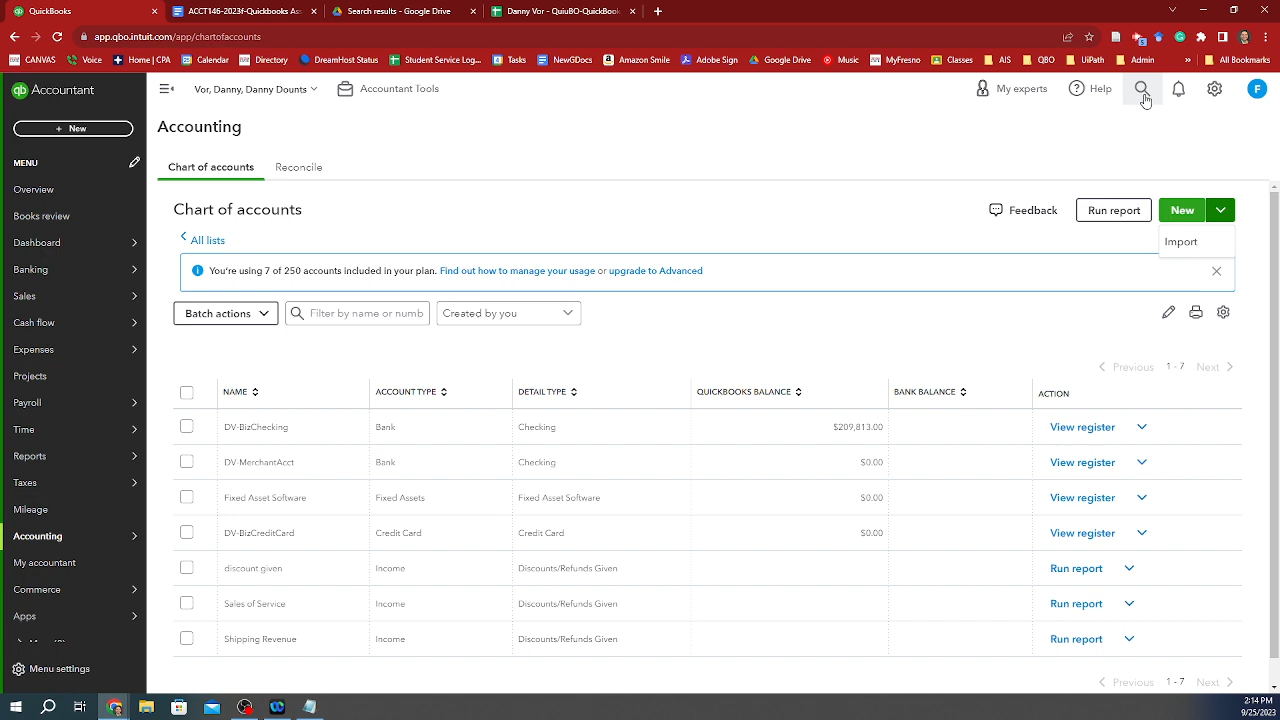 QuickBooks
ACCT146-2023f-Quickbooks Ass
Search results - Google Drive
Danny Vor - QuiuBO-QuickBook
app.qbo.intuit.com/app/chartofaccounts
CANVAS
Voice
Home | CPA
Calendar
Directory
DreamHost Status
Student Service Log...
Tasks
NewGDocs
Amazon Smile
Adobe Sign
Google Drive
Music
MyFresno
Classes
AIS
QBO
UiPath
Admin
»
All Bookmarks
Accountant
Vor, Danny, Danny Dounts
Accountant Tools
My experts
Help
F
+ New
MENU
Overview
Books review
Dashboard
Banking
Sales
Cash flow
Expenses
Projects
Payroll
Time
Reports
Taxes
Mileage
Accounting
My accountant
Commerce
Apps
Menu settings
Accounting
Chart of accounts
Reconcile
Chart of accounts
Feedback
Run report
New
All lists
Import
You're using 7 of 250 accounts included in your plan. Find out how to manage your usage or upgrade to Advanced
Batch actions
Filter by name or numb
Created by you
Previous 1 - 7 Next
NAME ACCOUNT TYPE DETAIL TYPE QUICKBOOKS BALANCE BANK BALANCE ACTION
DV-BizChecking Bank Checking $209,813.00 View register
DV-MerchantAcct Bank Checking $0.00 View register
Fixed Asset Software Fixed Assets Fixed Asset Software $0.00 View register
DV-BizCreditCard Credit Card Credit Card $0.00 View register
discount given Income Discounts/Refunds Given Run report
Sales of Service Income Discounts/Refunds Given Run report
Shipping Revenue Income Discounts/Refunds Given Run report
Previous 1 - 7 Next
2:14 PM
9/25/2023